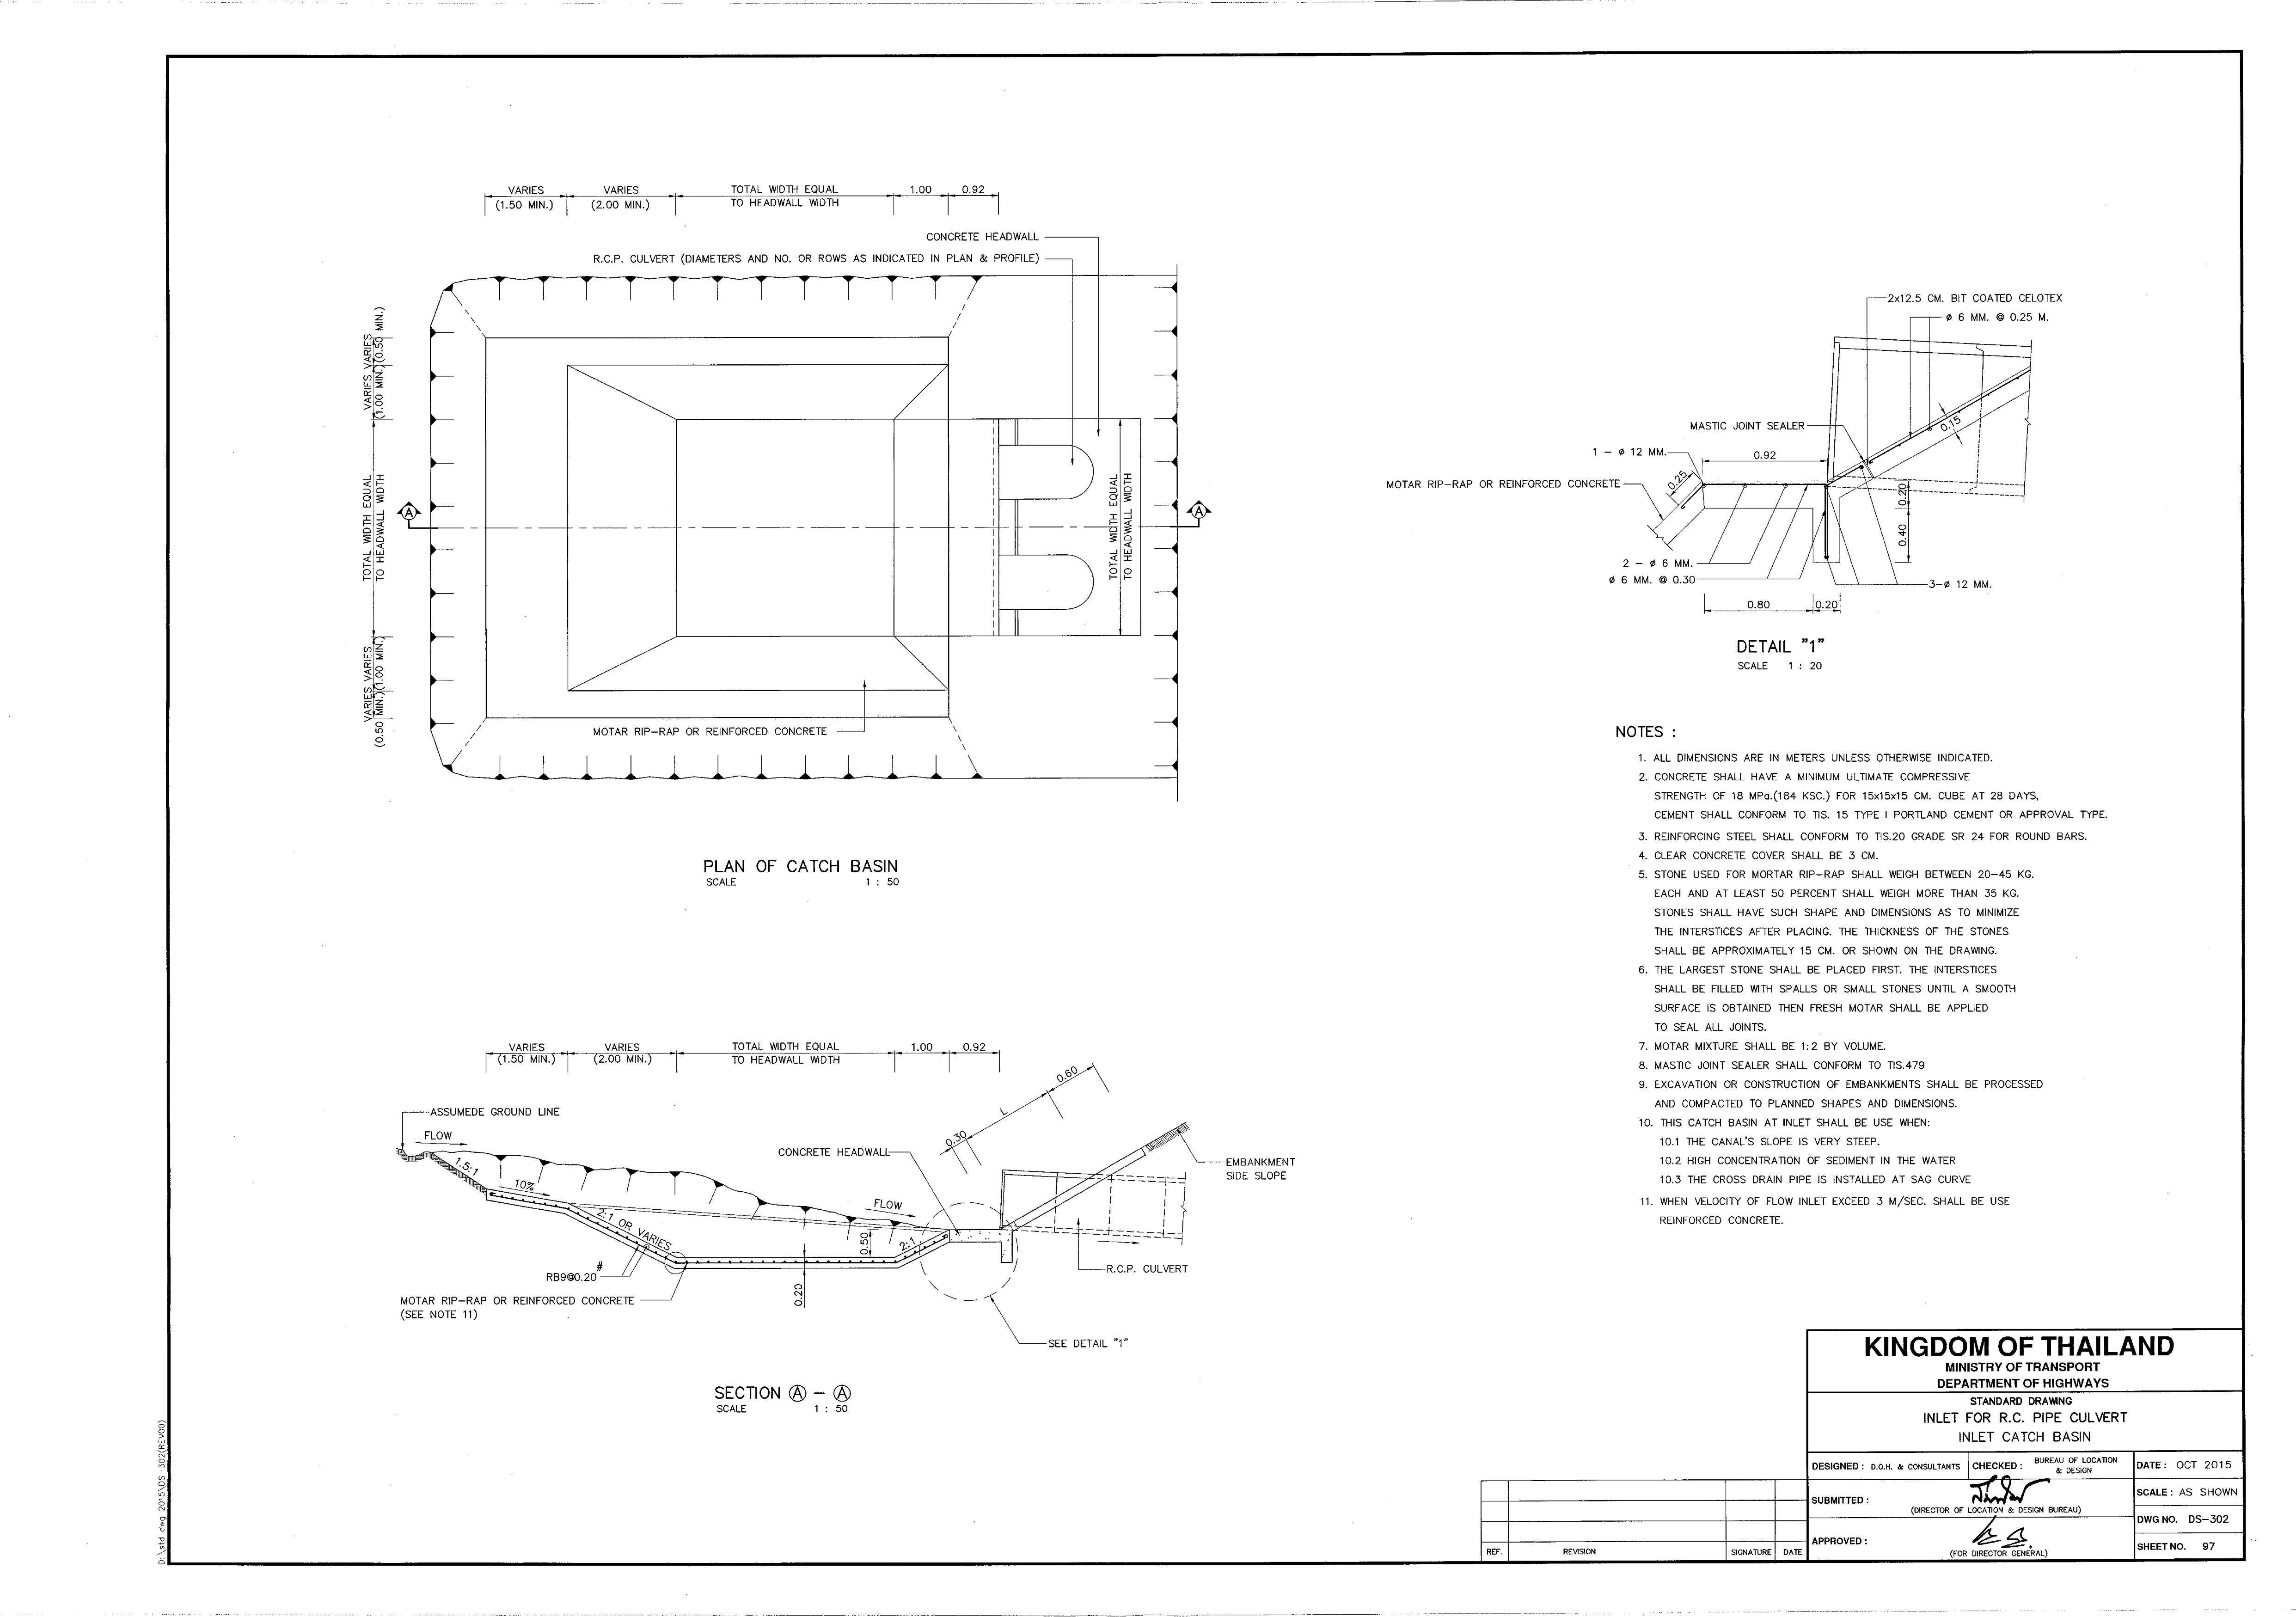 VARIES
(1.50 MIN.)
VARIES
(2.00 MIN.)
TOTAL WIDTH EQUAL
TO HEADWALL WIDTH
1.00
0.92
CONCRETE HEADWALL
R.C.P. CULVERT (DIAMETERS AND NO. OR ROWS AS INDICATED IN PLAN & PROFILE)
VARIES VARIES
(1.00 MIN.)(0.50 MIN.)
TOTAL WIDTH EQUAL
TO HEADWALL WIDTH
VARIES VARIES
(0.50 MIN.)(1.00 MIN.)
A
A
TOTAL WIDTH EQUAL
TO HEADWALL WIDTH
MOTAR RIP-RAP OR REINFORCED CONCRETE
PLAN OF CATCH BASIN
SCALE 1 : 50
2x12.5 CM. BIT COATED CELOTEX
ø 6 MM. @ 0.25 M.
MASTIC JOINT SEALER
0.15
1 - ø 12 MM.
0.92
0.25
MOTAR RIP-RAP OR REINFORCED CONCRETE
0.20
0.40
2 - ø 6 MM.
ø 6 MM. @ 0.30
3-ø 12 MM.
0.80
0.20
DETAIL "1"
SCALE 1 : 20
NOTES :
1. ALL DIMENSIONS ARE IN METERS UNLESS OTHERWISE INDICATED.
2. CONCRETE SHALL HAVE A MINIMUM ULTIMATE COMPRESSIVE
STRENGTH OF 18 MPa.(184 KSC.) FOR 15x15x15 CM. CUBE AT 28 DAYS,
CEMENT SHALL CONFORM TO TIS. 15 TYPE I PORTLAND CEMENT OR APPROVAL TYPE.
3. REINFORCING STEEL SHALL CONFORM TO TIS.20 GRADE SR 24 FOR ROUND BARS.
4. CLEAR CONCRETE COVER SHALL BE 3 CM.
5. STONE USED FOR MORTAR RIP-RAP SHALL WEIGH BETWEEN 20-45 KG.
EACH AND AT LEAST 50 PERCENT SHALL WEIGH MORE THAN 35 KG.
STONES SHALL HAVE SUCH SHAPE AND DIMENSIONS AS TO MINIMIZE
THE INTERSTICES AFTER PLACING. THE THICKNESS OF THE STONES
SHALL BE APPROXIMATELY 15 CM. OR SHOWN ON THE DRAWING.
6. THE LARGEST STONE SHALL BE PLACED FIRST. THE INTERSTICES
SHALL BE FILLED WITH SPALLS OR SMALL STONES UNTIL A SMOOTH
SURFACE IS OBTAINED THEN FRESH MOTAR SHALL BE APPLIED
TO SEAL ALL JOINTS.
7. MOTAR MIXTURE SHALL BE 1:2 BY VOLUME.
8. MASTIC JOINT SEALER SHALL CONFORM TO TIS.479
9. EXCAVATION OR CONSTRUCTION OF EMBANKMENTS SHALL BE PROCESSED
AND COMPACTED TO PLANNED SHAPES AND DIMENSIONS.
10. THIS CATCH BASIN AT INLET SHALL BE USE WHEN:
10.1 THE CANAL'S SLOPE IS VERY STEEP.
10.2 HIGH CONCENTRATION OF SEDIMENT IN THE WATER
10.3 THE CROSS DRAIN PIPE IS INSTALLED AT SAG CURVE
11. WHEN VELOCITY OF FLOW INLET EXCEED 3 M/SEC. SHALL BE USE
REINFORCED CONCRETE.
VARIES
(1.50 MIN.)
VARIES
(2.00 MIN.)
TOTAL WIDTH EQUAL
TO HEADWALL WIDTH
1.00
0.92
0.30
L
0.60
ASSUMEDE GROUND LINE
FLOW
1.5:1
10%
2:1 OR VARIES
CONCRETE HEADWALL
FLOW
0.50
2:1
EMBANKMENT
SIDE SLOPE
#
RB9@0.20
0.20
R.C.P. CULVERT
MOTAR RIP-RAP OR REINFORCED CONCRETE
(SEE NOTE 11)
SEE DETAIL "1"
SECTION A - A
SCALE 1 : 50
D:\std dwg 2015\DS-302(REV00)
KINGDOM OF THAILAND
MINISTRY OF TRANSPORT
DEPARTMENT OF HIGHWAYS
STANDARD DRAWING
INLET FOR R.C. PIPE CULVERT
INLET CATCH BASIN
DESIGNED : D.O.H. & CONSULTANTS
CHECKED : BUREAU OF LOCATION
& DESIGN
DATE : OCT 2015
SUBMITTED :
(DIRECTOR OF LOCATION & DESIGN BUREAU)
SCALE : AS SHOWN
DWG NO. DS-302
APPROVED :
(FOR DIRECTOR GENERAL)
SHEET NO. 97
REF.
REVISION
SIGNATURE
DATE